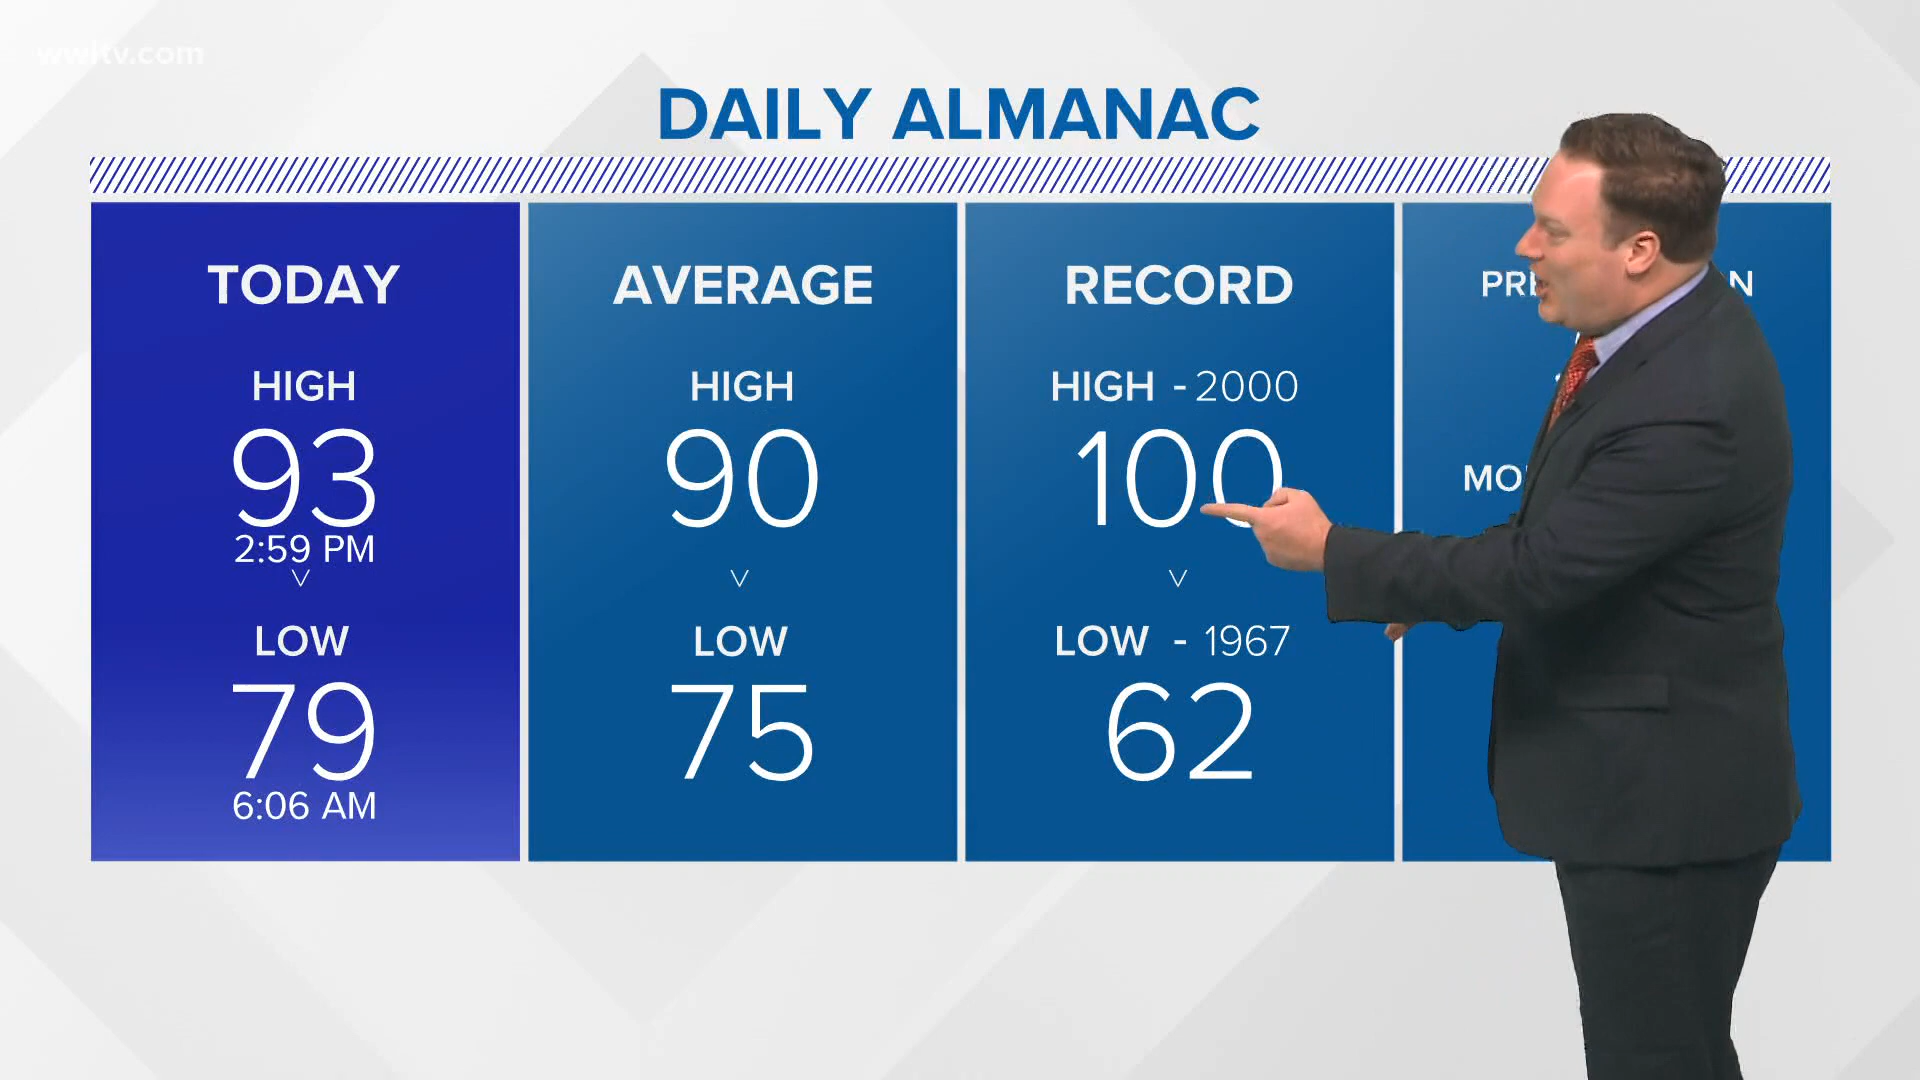 wwltv.com
DAILY ALMANAC
TODAY
HIGH
93
2:59 PM
LOW
79
6:06 AM
AVERAGE
HIGH
90
LOW
75
RECORD
HIGH - 2000
100
LOW - 1967
62